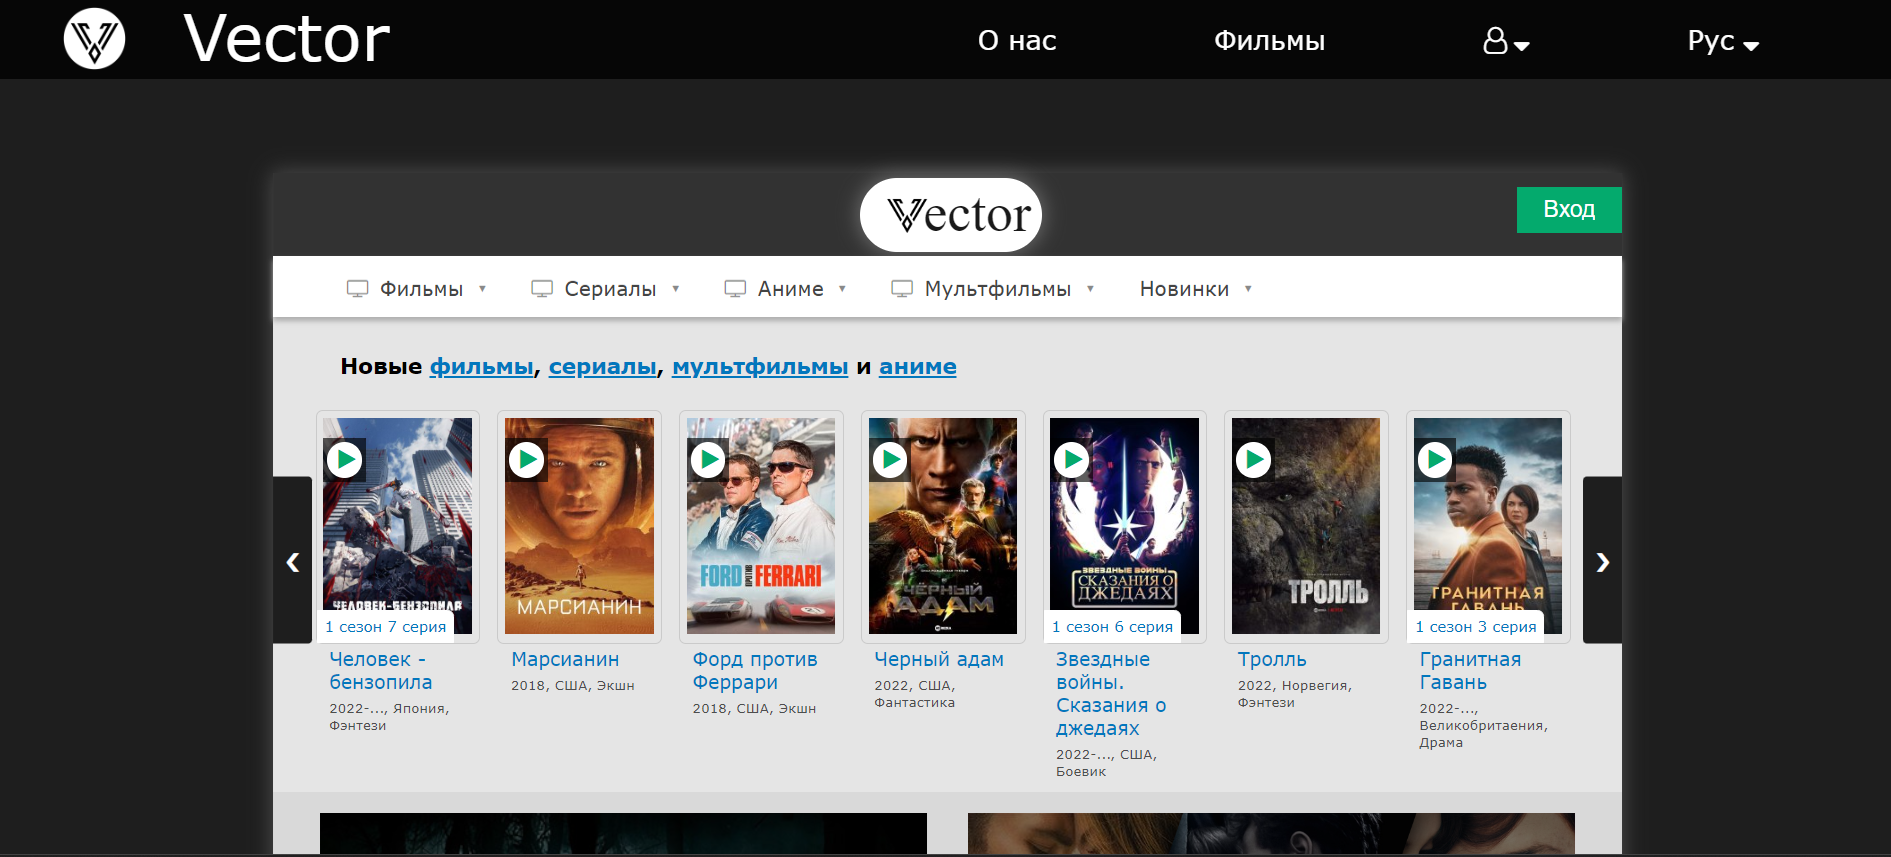 Vector
О нас
Фильмы
Рус
Vector
Вход
Фильмы
Сериалы
Аниме
Мультфильмы
Новинки
Новые фильмы, сериалы, мультфильмы и аниме
ЧЕЛОВЕК-БЕНЗОПИЛА
МАРСИАНИН
FORD ПРОТИВ FERRARI
ЧЁРНЫЙ
АДАМ
ЗВЕЗДНЫЕ ВОЙНЫ
СКАЗАНИЯ О
ДЖЕДАЯХ
ТРОЛЛЬ
ГРАНИТНАЯ
ГАВАНЬ
1 сезон 7 серия
1 сезон 6 серия
1 сезон 3 серия
Человек -
бензопила
2022-..., Япония,
Фэнтези
Марсианин
2018, США, Экшн
Форд против
Феррари
2018, США, Экшн
Черный адам
2022, США,
Фантастика
Звездные
войны.
Сказания о
джедаях
2022-..., США,
Боевик
Тролль
2022, Норвегия,
Фэнтези
Гранитная
Гавань
2022-...,
Великобритаения,
Драма